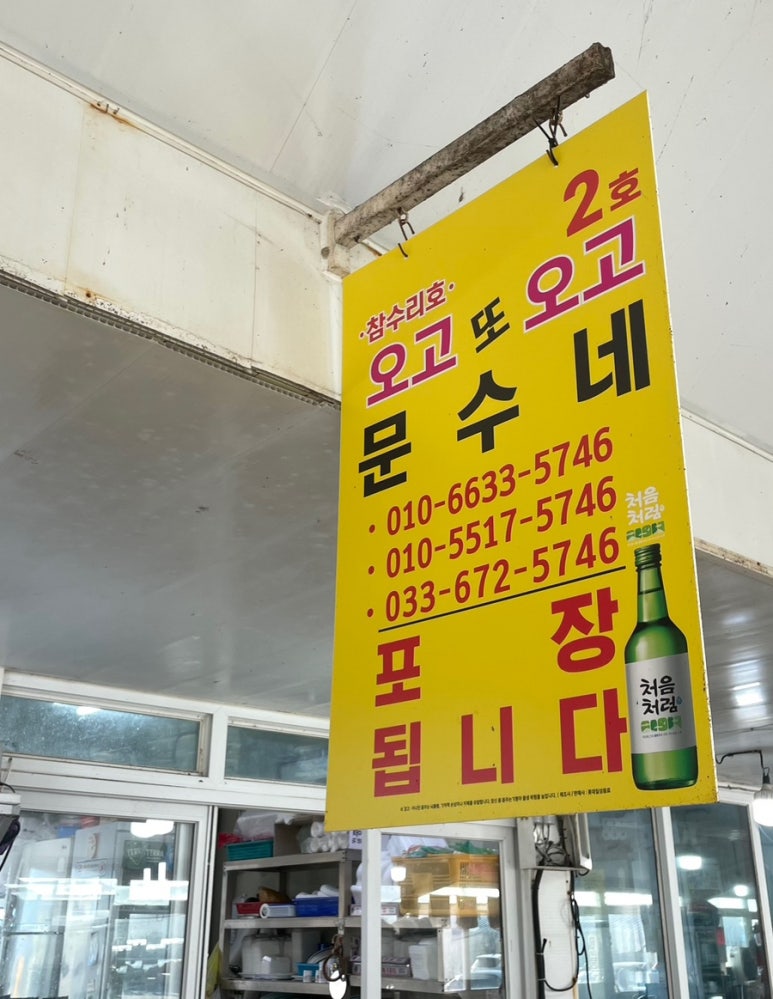 2호
·참수리호·
오고 또 오고
문수네
· 010-6633-5746
· 010-5517-5746
· 033-672-5746
포장
됩니다
처음
처럼
처음
처럼